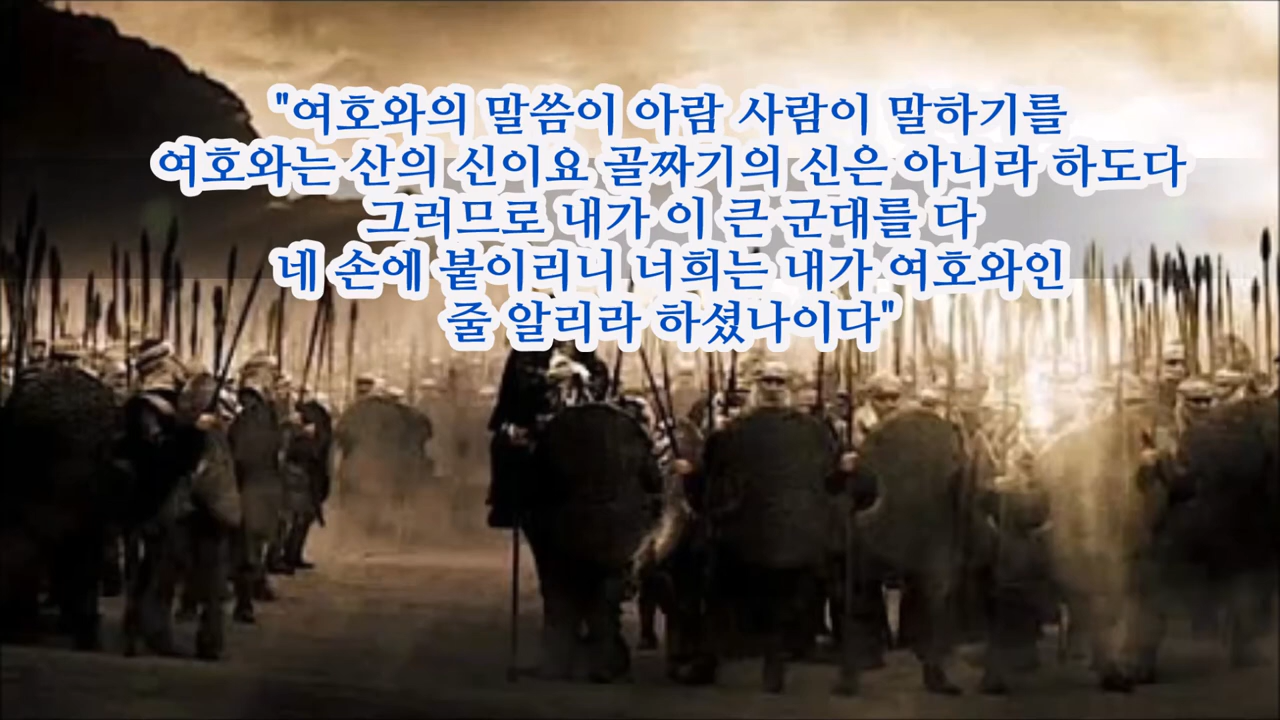 "여호와의 말씀이 아람 사람이 말하기를
여호와는 산의 신이요 골짜기의 신은 아니라 하도다
그러므로 내가 이 큰 군대를 다
네 손에 붙이리니 너희는 내가 여호와인
줄 알리라 하셨나이다"